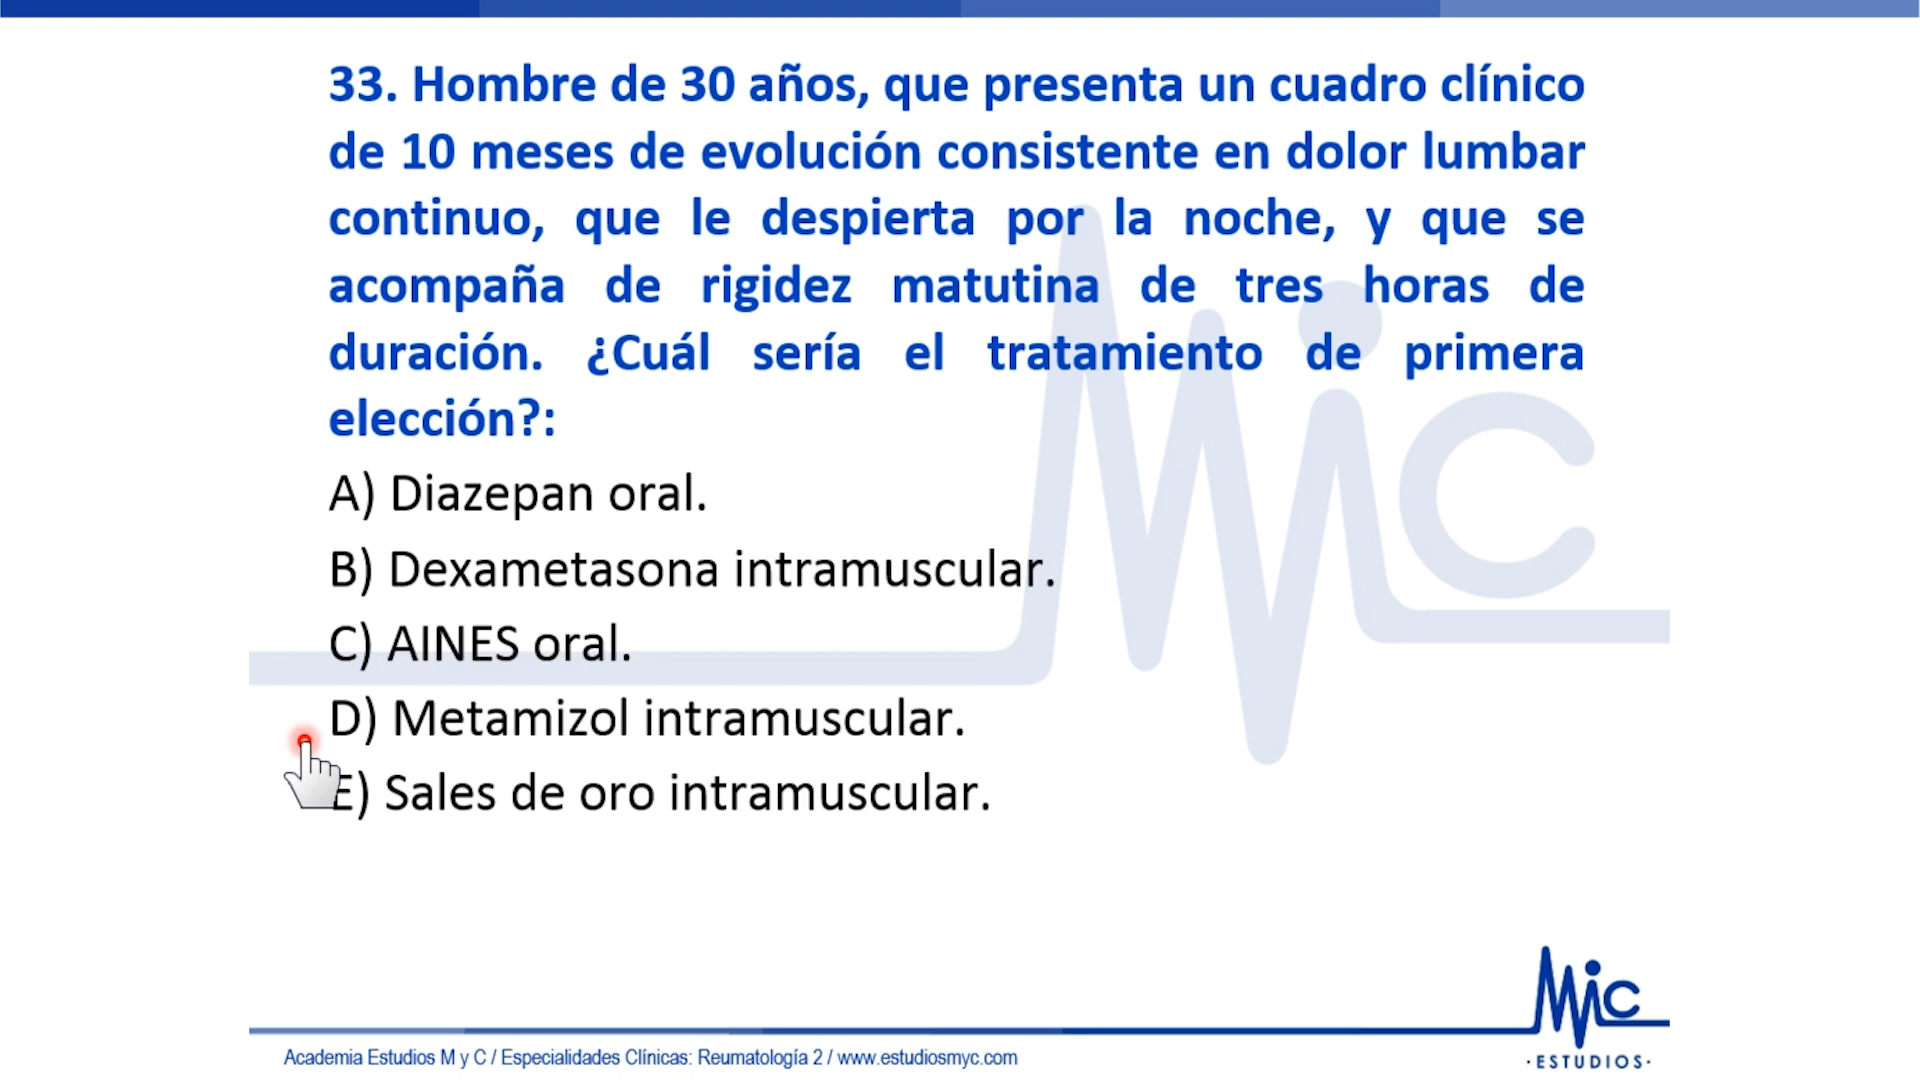 33. Hombre de 30 años, que presenta un cuadro clínico
de 10 meses de evolución consistente en dolor lumbar
continuo, que le despierta por la noche, y que se
acompaña de rigidez matutina de tres horas de
duración. ¿Cuál sería el tratamiento de primera
elección?:
A) Diazepan oral.
B) Dexametasona intramuscular.
C) AINES oral.
D) Metamizol intramuscular.
E) Sales de oro intramuscular.
MiC
MiC
·ESTUDIOS·
Academia Estudios M y C / Especialidades Clínicas: Reumatología 2 / www.estudiosmyc.com